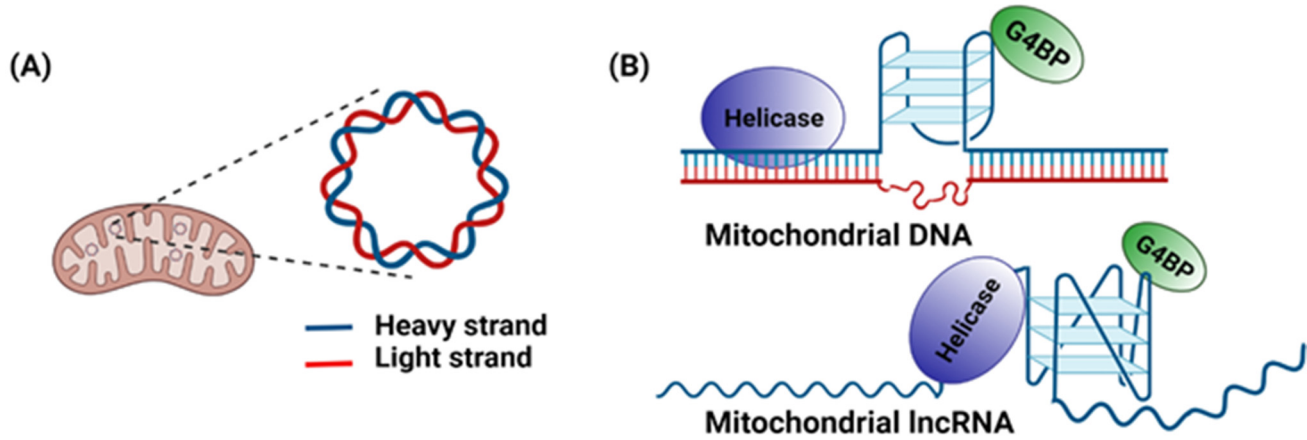 (A)
Heavy strand
Light strand
(B)
G4BP
Helicase
Mitochondrial DNA
G4BP
Helicase
Mitochondrial lncRNA